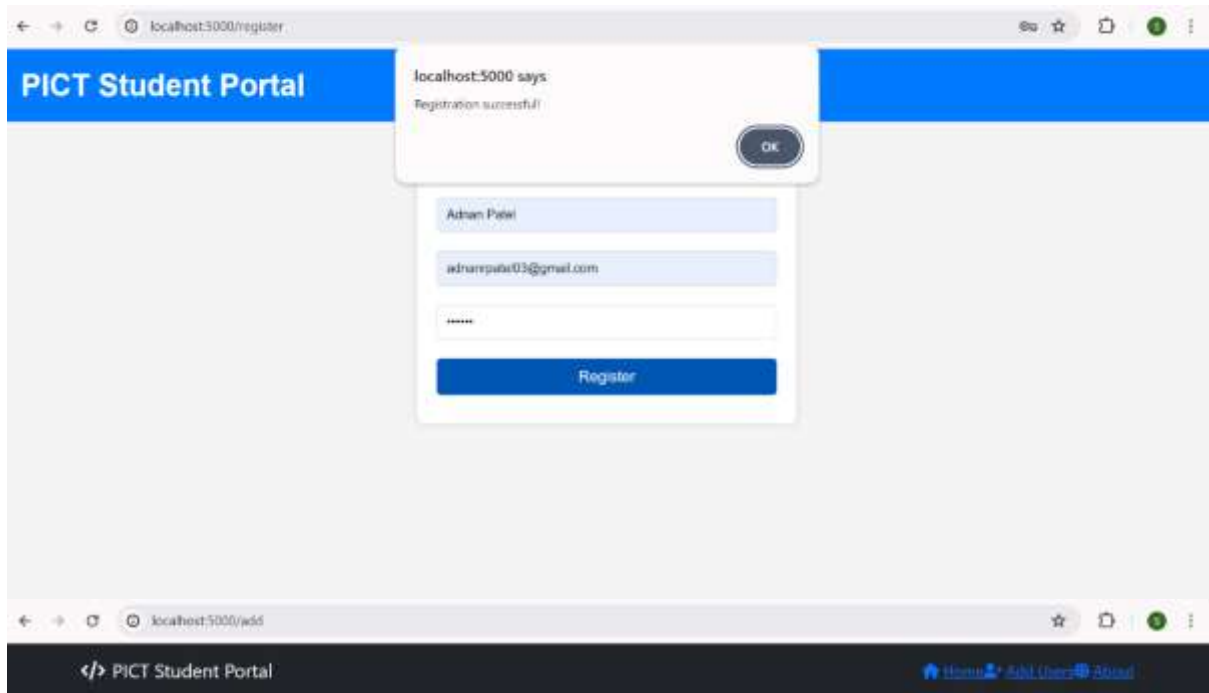 localhost:5000/register
PICT Student Portal
localhost:5000 says
Registration successful!
OK
Adnan Patel
adnanrpatel03@gmail.com
Register
localhost:5000/add
</> PICT Student Portal
Home Add Users About